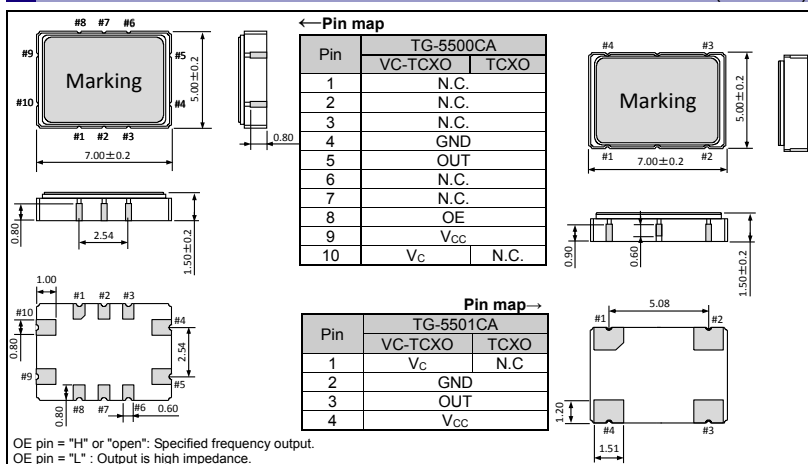 ←Pin map
#8 #7 #6
#9
#5
#10
#4
Marking
5.00±0.2
#1 #2 #3
7.00±0.2
0.80
0.80
2.54
1.50±0.2
1.00
#1 #2 #3
#10
#4
0.80
2.54
#9
#5
0.80
#8 #7 #6 0.60
OE pin = "H" or "open": Specified frequency output.
OE pin = "L" : Output is high impedance.
Pin TG-5500CA
VC-TCXO TCXO
1 N.C.
2 N.C.
3 N.C.
4 GND
5 OUT
6 N.C.
7 N.C.
8 OE
9 VCC
10 VC N.C.
Pin map→
Pin TG-5501CA
VC-TCXO TCXO
1 VC N.C
2 GND
3 OUT
4 VCC
#4 #3
Marking
5.00±0.2
#1 #2
7.00±0.2
0.90
0.60
1.50±0.2
5.08
#1 #2
1.20
#4 #3
1.51